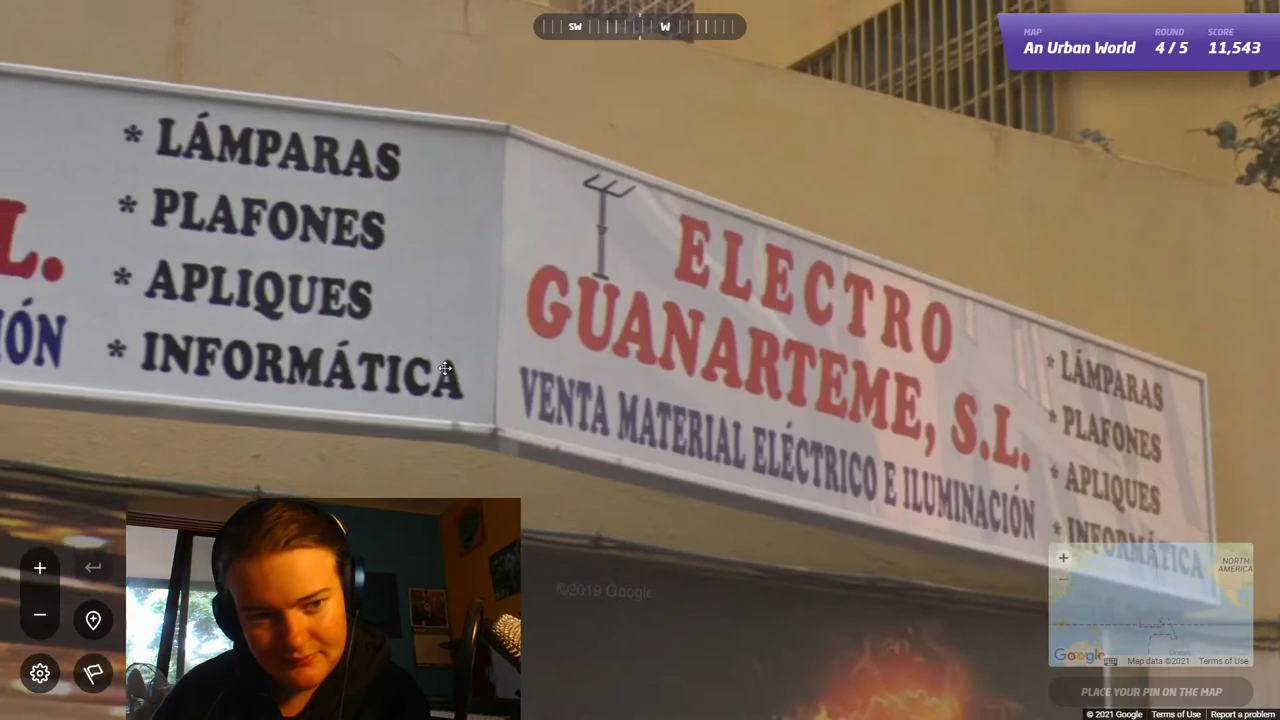 SW
W
MAP
An Urban World
ROUND
4 / 5
SCORE
11,543
L.
IÓN
* LÁMPARAS
* PLAFONES
* APLIQUES
* INFORMÁTICA
ELECTRO
GUANARTEME, S.L.
VENTA MATERIAL ELÉCTRICO E ILUMINACIÓN
* LÁMPARAS
* PLAFONES
* APLIQUES
* INFORMÁTICA
©2019 Google
NORTH
AMERICA
Google
Map data ©2021
Terms of Use
PLACE YOUR PIN ON THE MAP
© 2021 Google
Terms of Use
Report a problem